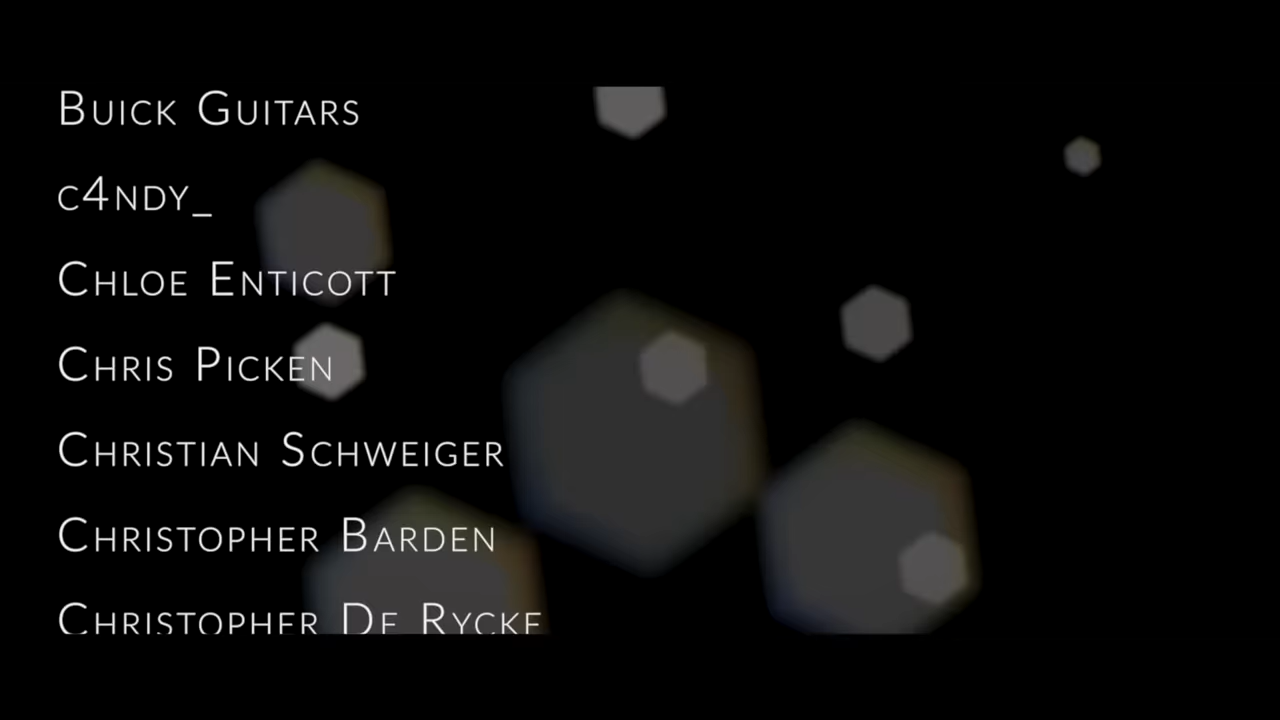 Buick Guitars
c4ndy_
Chloe Enticott
Chris Picken
Christian Schweiger
Christopher Barden
Christopher De Rycke